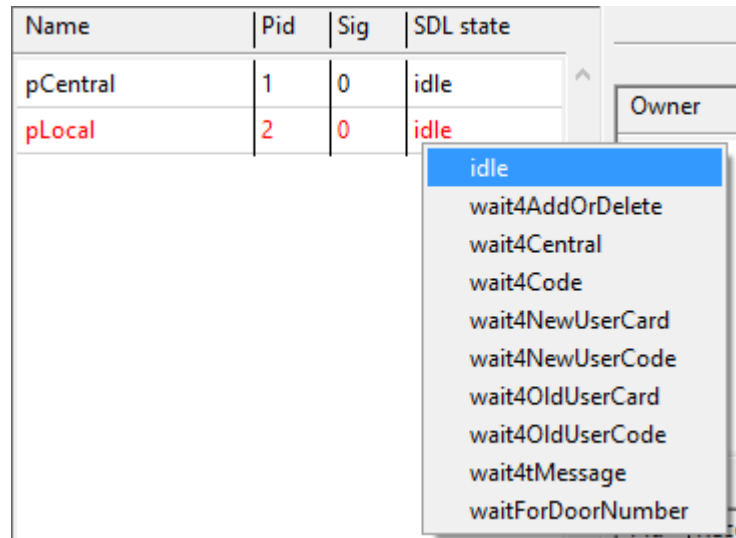 Name Pid Sig SDL state
pCentral 1 0 idle
Owner
pLocal 2 0 idle
idle
wait4AddOrDelete
wait4Central
wait4Code
wait4NewUserCard
wait4NewUserCode
wait4OldUserCard
wait4OldUserCode
wait4tMessage
waitForDoorNumber